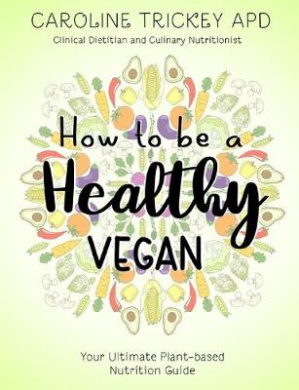 CAROLINE TRICKEY APD
Clinical Dietitian and Culinary Nutritionist
How to be a
Healthy
VEGAN
Your Ultimate Plant-based
Nutrition Guide